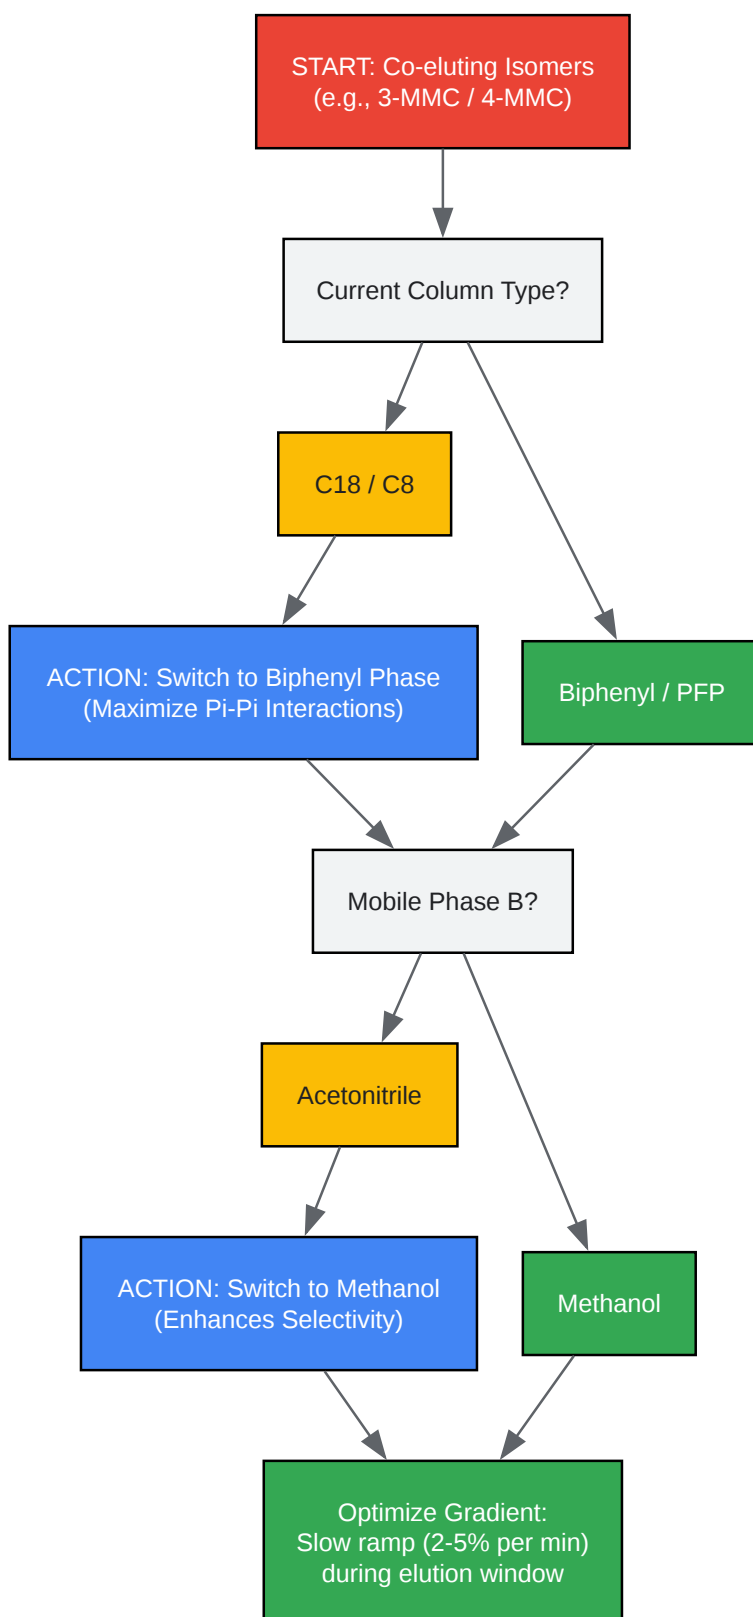 START: Co-eluting Isomers
(e.g., 3-MMC / 4-MMC)
Current Column Type?
C18 / C8
ACTION: Switch to Biphenyl Phase
(Maximize Pi-Pi Interactions)
Biphenyl / PFP
Mobile Phase B?
Acetonitrile
ACTION: Switch to Methanol
(Enhances Selectivity)
Methanol
Optimize Gradient:
Slow ramp (2-5% per min)
during elution window